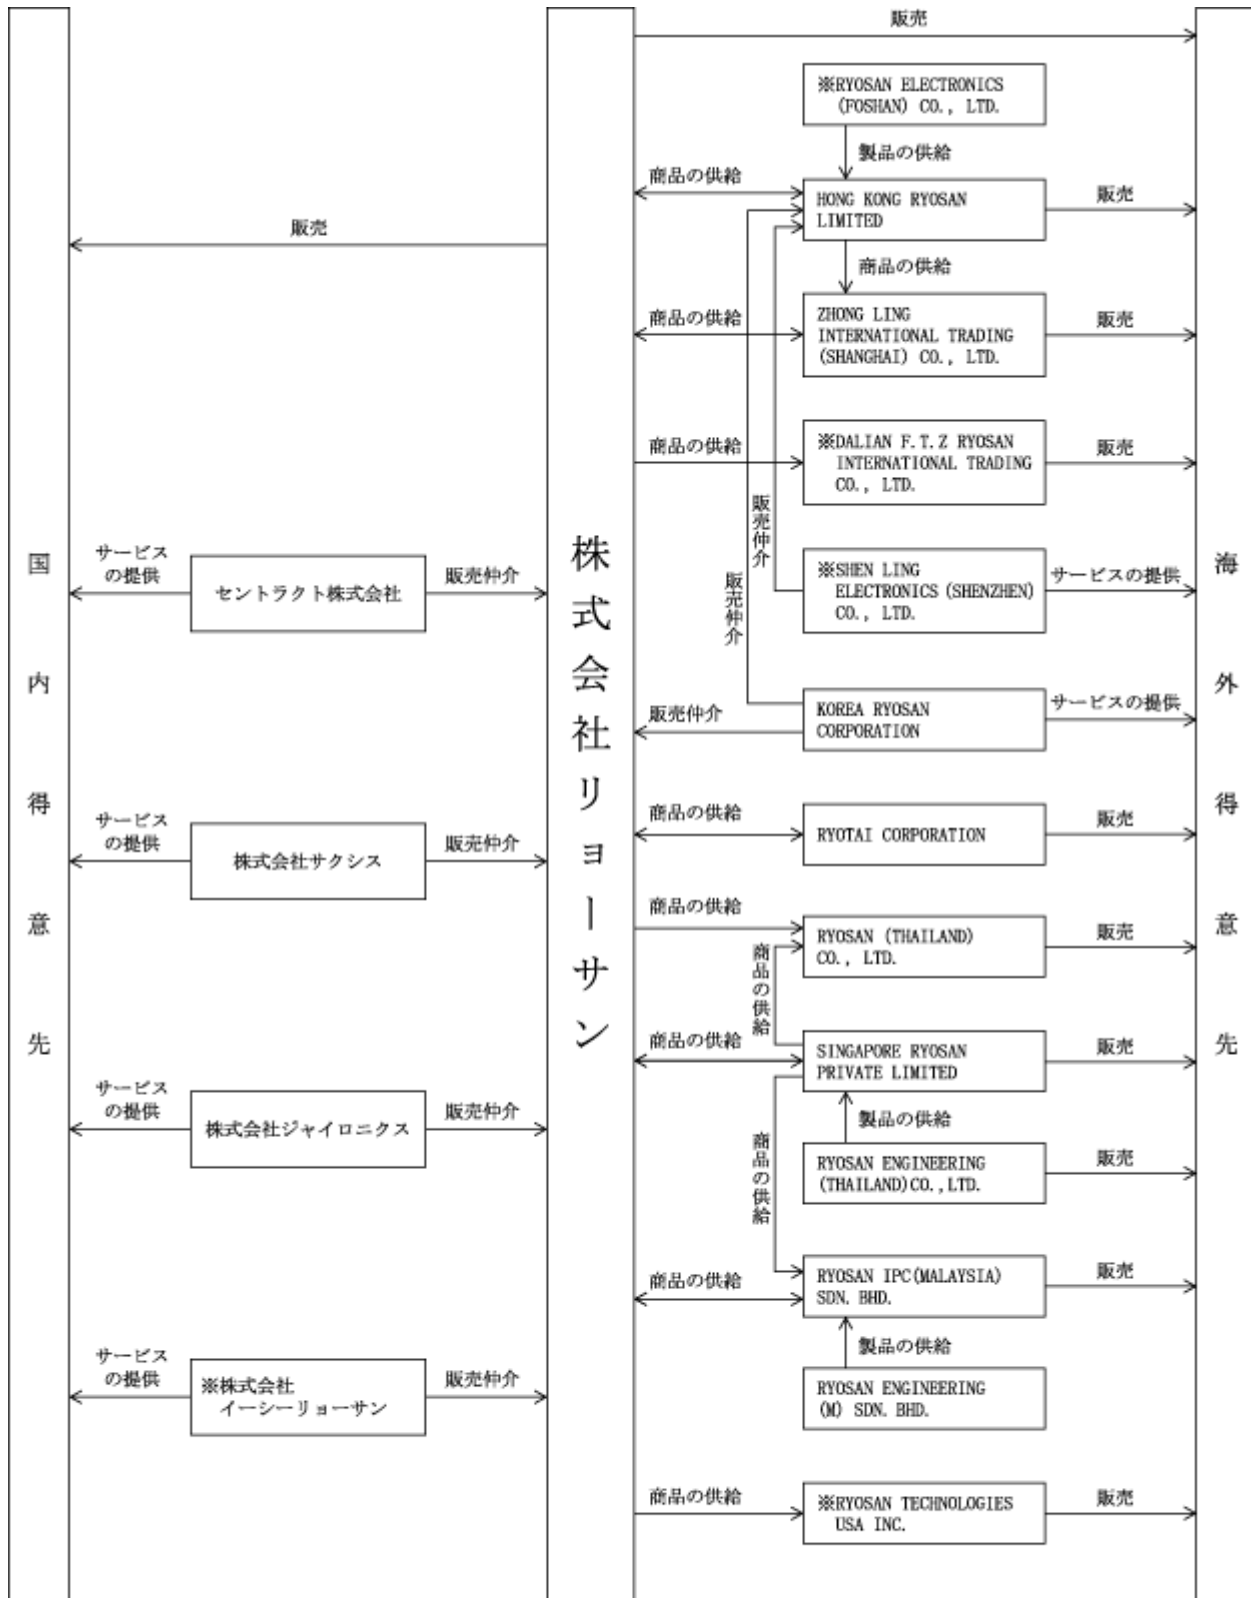 国内得意先
販売
サービス
の提供
セントラクト株式会社
販売仲介
サービス
の提供
株式会社サクシス
販売仲介
サービス
の提供
株式会社ジャイロニクス
販売仲介
サービス
の提供
※株式会社
イーシーリョーサン
販売仲介
株式会社リョーサン
販売
※RYOSAN ELECTRONICS
(FOSHAN) CO., LTD.
製品の供給
商品の供給
HONG KONG RYOSAN
LIMITED
販売
商品の供給
商品の供給
ZHONG LING
INTERNATIONAL TRADING
(SHANGHAI) CO., LTD.
販売
商品の供給
※DALIAN F.T.Z RYOSAN
INTERNATIONAL TRADING
CO., LTD.
販売
販売仲介
※SHEN LING
ELECTRONICS (SHENZHEN)
CO., LTD.
サービスの提供
販売仲介
販売仲介
KOREA RYOSAN
CORPORATION
サービスの提供
商品の供給
RYOTAI CORPORATION
販売
商品の供給
RYOSAN (THAILAND)
CO., LTD.
販売
商品の供給
商品の供給
SINGAPORE RYOSAN
PRIVATE LIMITED
販売
製品の供給
商品の供給
RYOSAN ENGINEERING
(THAILAND)CO.,LTD.
販売
商品の供給
RYOSAN IPC(MALAYSIA)
SDN. BHD.
販売
製品の供給
RYOSAN ENGINEERING
(M) SDN. BHD.
商品の供給
※RYOSAN TECHNOLOGIES
USA INC.
販売
海外得意先